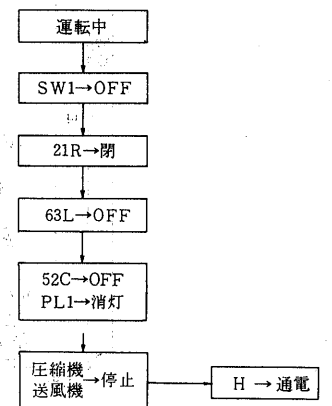 運転中
SW1→OFF
21R→閉
63L→OFF
52C→OFF
PL1→消灯
圧縮機
送風機
→停止
H → 通電